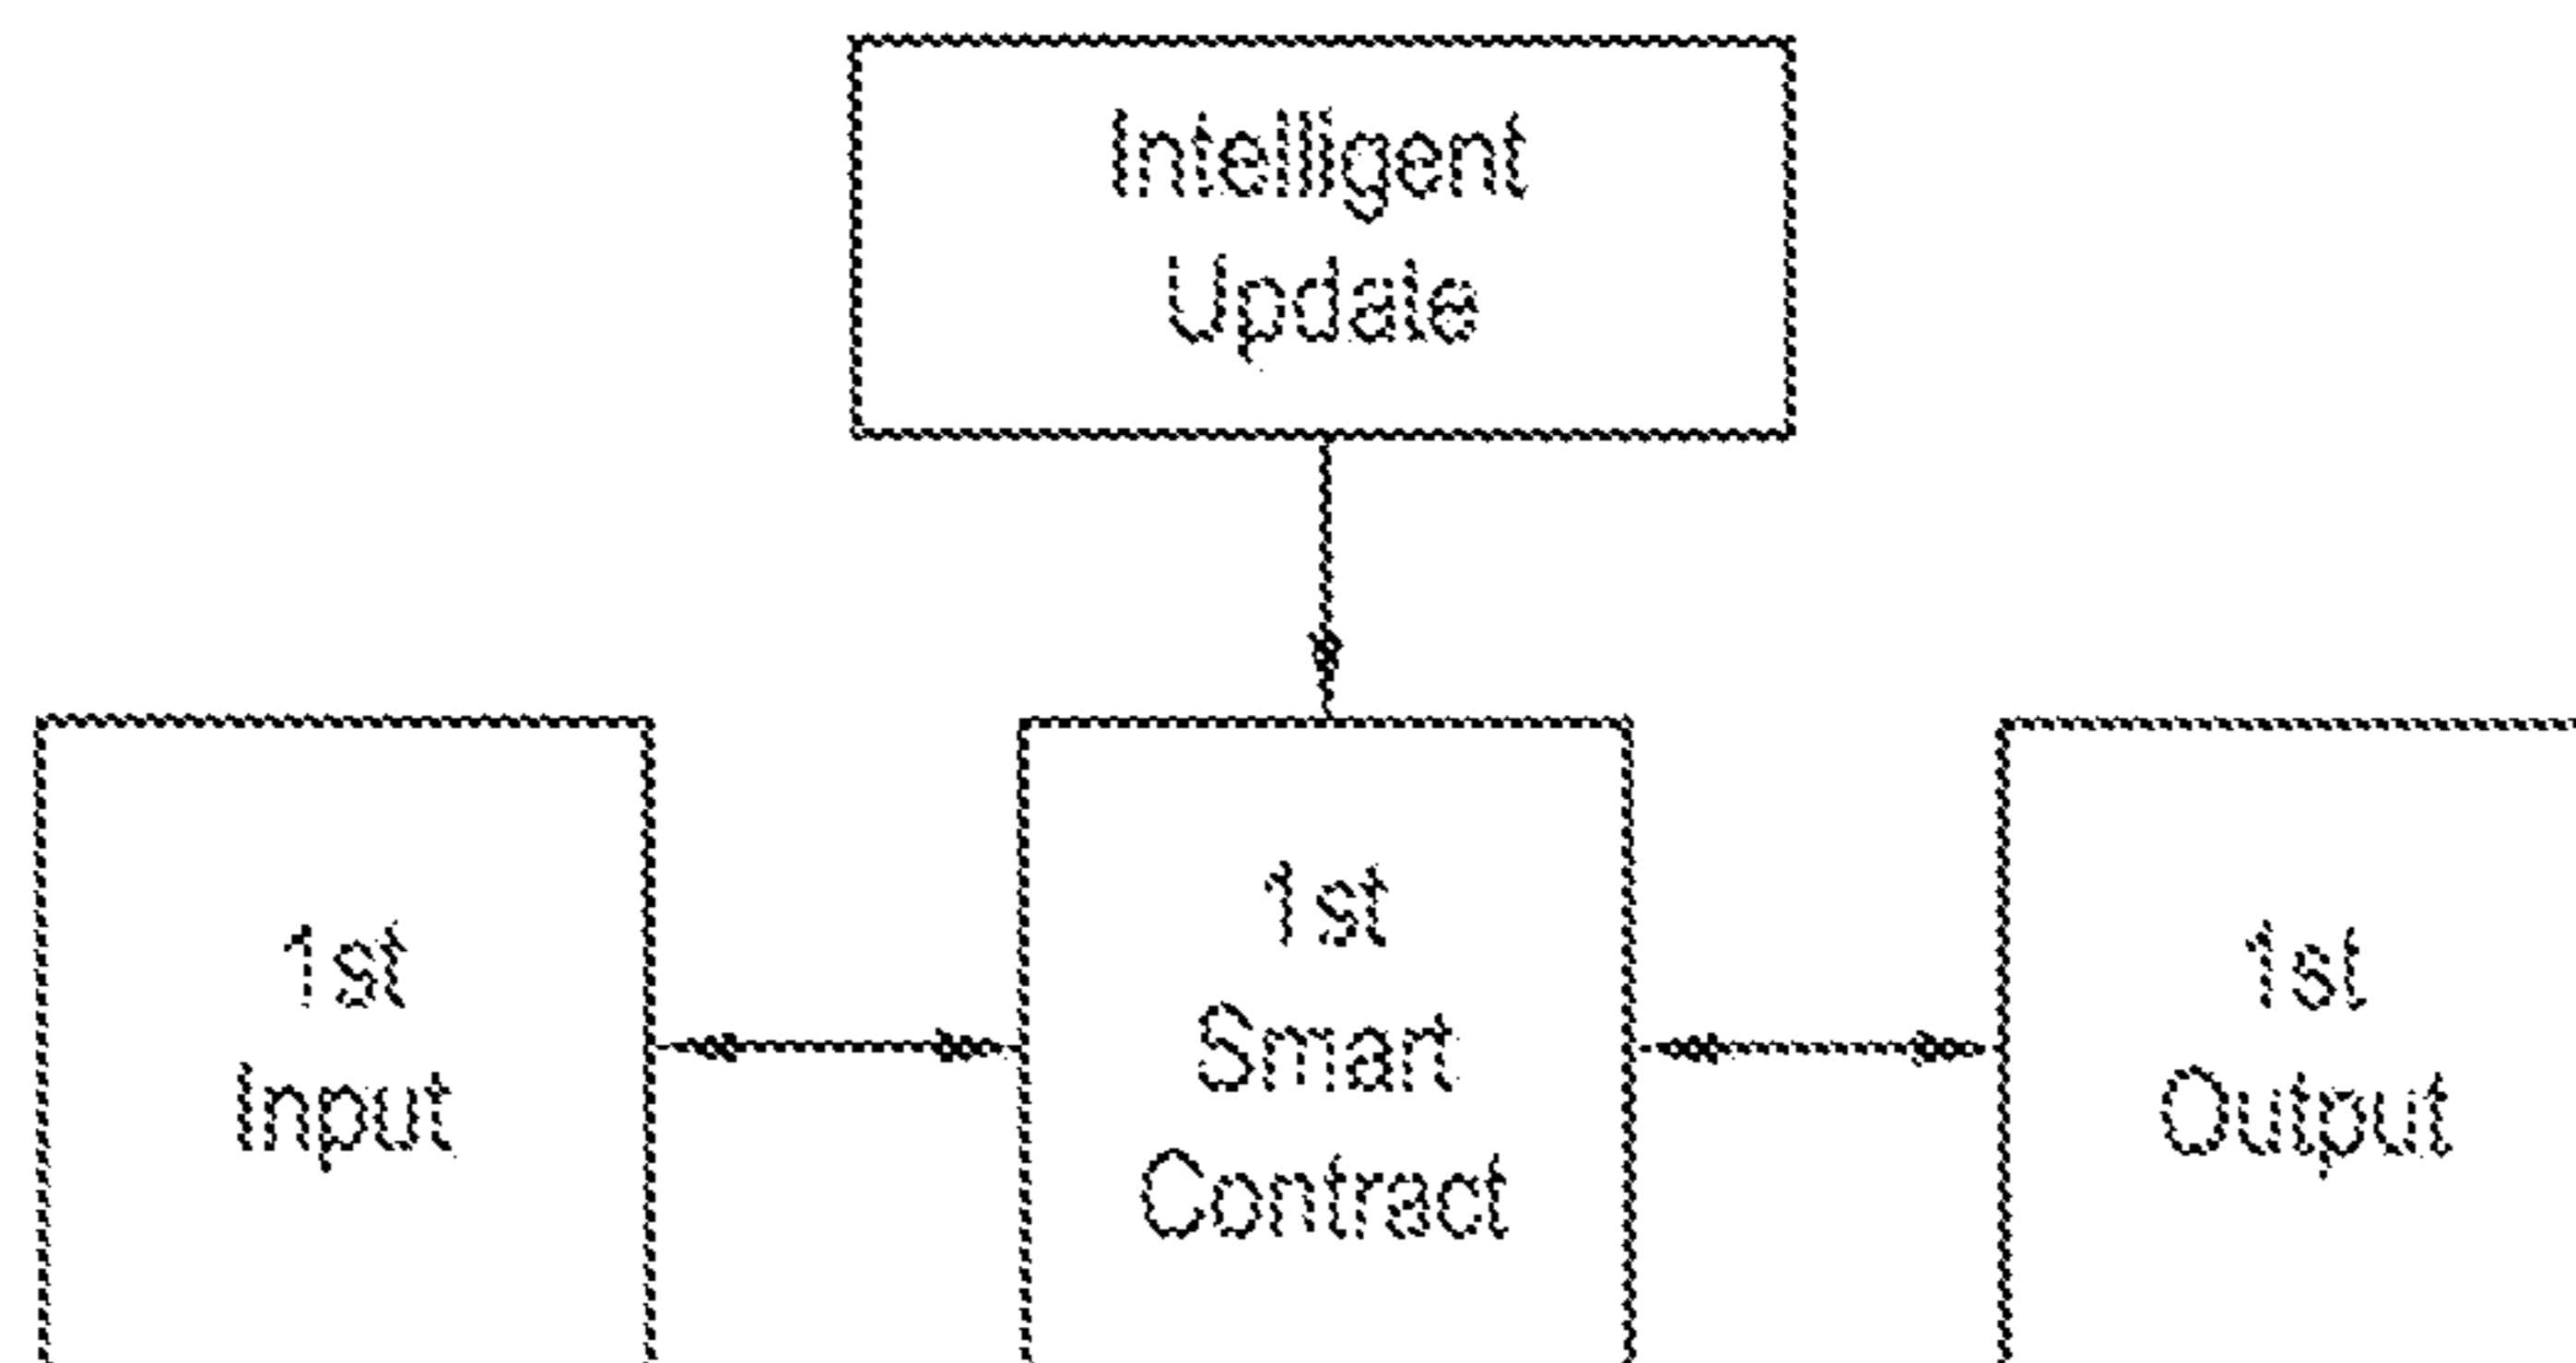 Intelligent
Update
1st
Input
1st
Smart
Contract
1st
Output